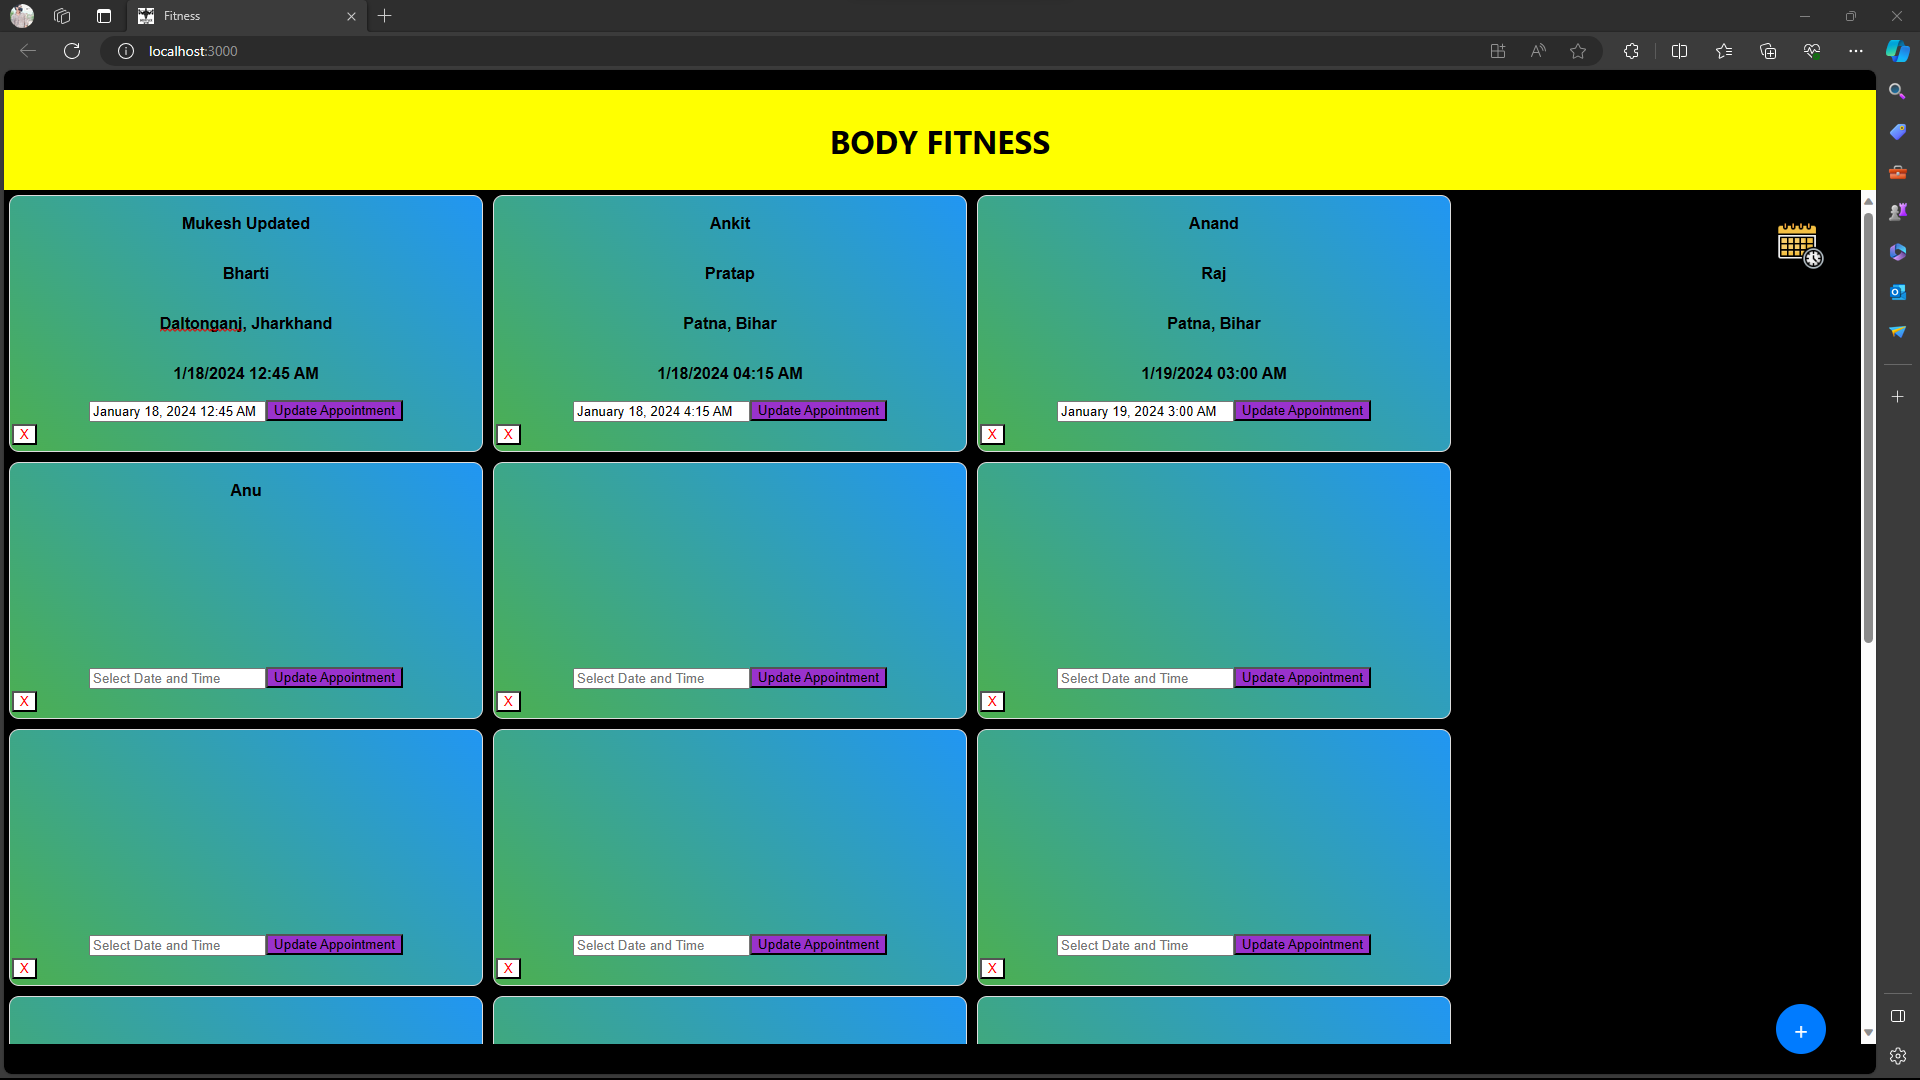 Fitness
localhost:3000
BODY FITNESS
Mukesh Updated
Bharti
Daltonganj, Jharkhand
1/18/2024 12:45 AM
January 18, 2024 12:45 AM Update Appointment
X
Ankit
Pratap
Patna, Bihar
1/18/2024 04:15 AM
January 18, 2024 4:15 AM Update Appointment
X
Anand
Raj
Patna, Bihar
1/19/2024 03:00 AM
January 19, 2024 3:00 AM Update Appointment
X
Anu
Select Date and Time Update Appointment
X
Select Date and Time Update Appointment
X
Select Date and Time Update Appointment
X
Select Date and Time Update Appointment
X
Select Date and Time Update Appointment
X
Select Date and Time Update Appointment
X
+